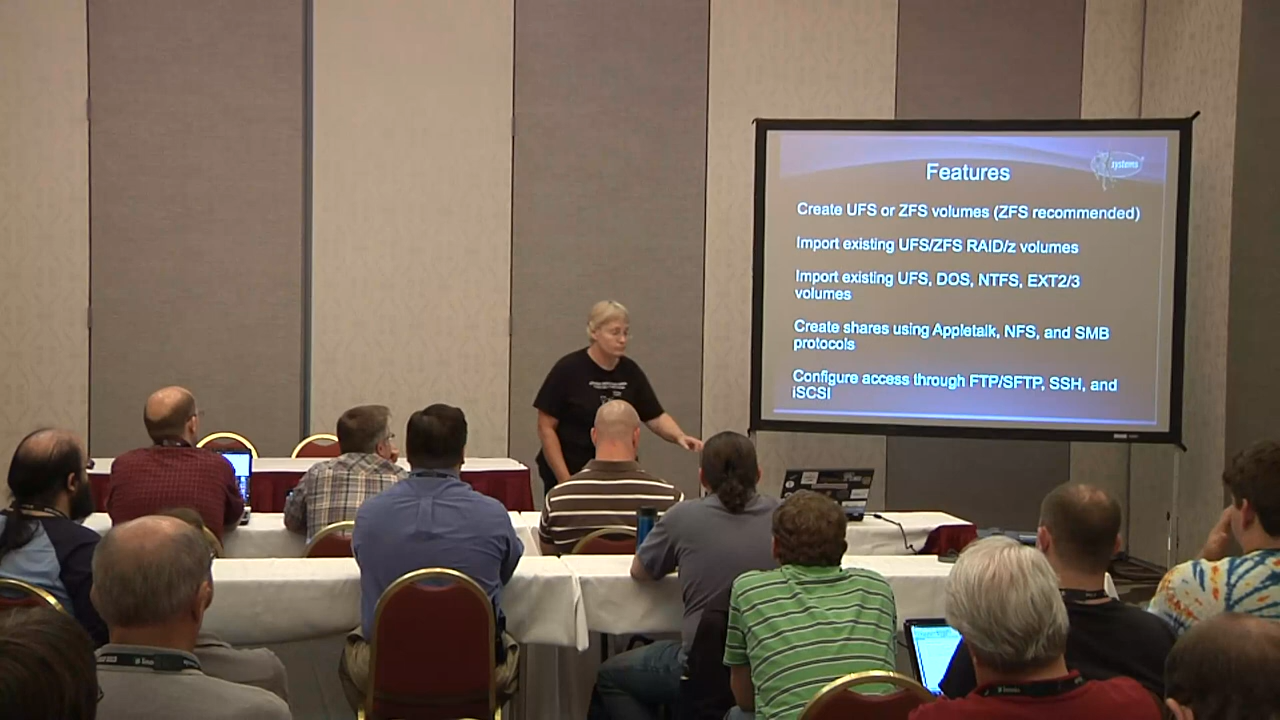 Features
systems
Create UFS or ZFS volumes (ZFS recommended)
Import existing UFS/ZFS RAID/z volumes
Import existing UFS, DOS, NTFS, EXT2/3
volumes
Create shares using Appletalk, NFS, and SMB
protocols
Configure access through FTP/SFTP, SSH, and
iSCSI